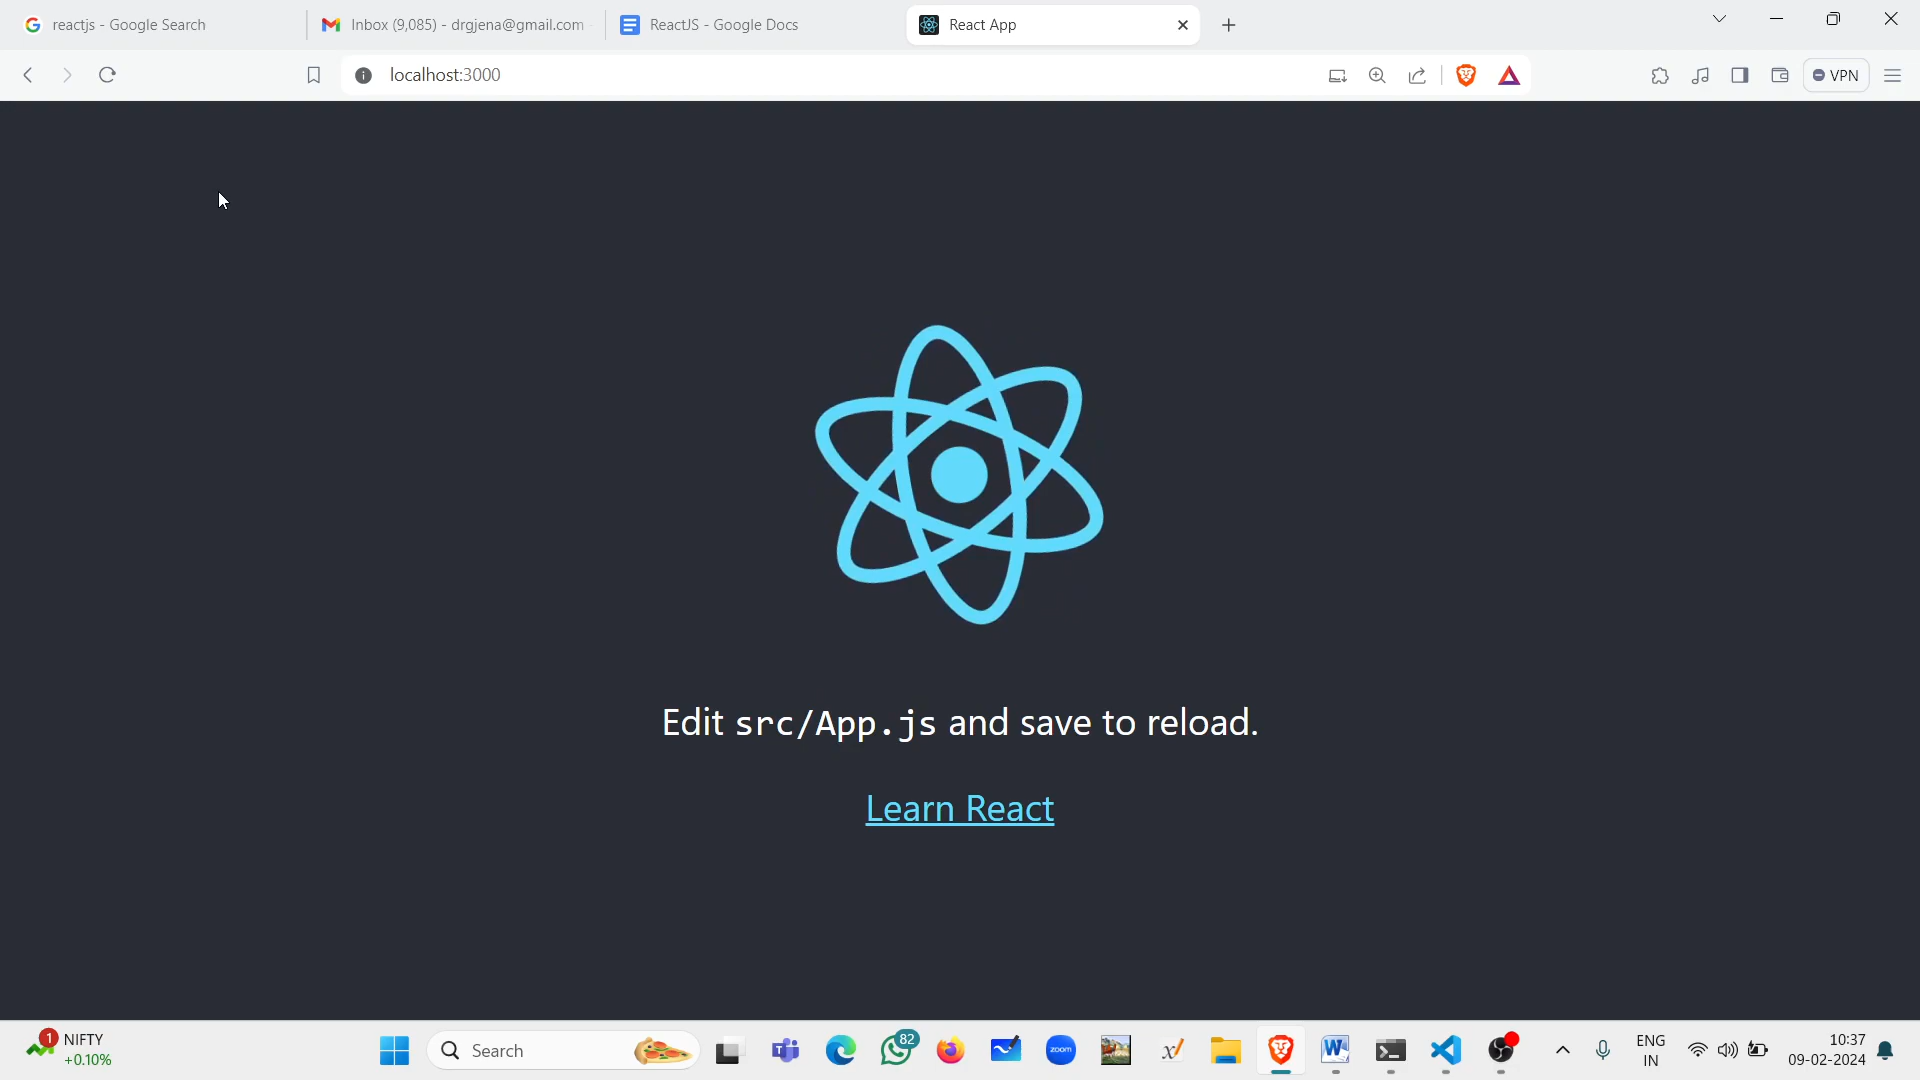 reactjs - Google Search
Inbox (9,085) - drgjena@gmail.com
ReactJS - Google Docs
React App
localhost:3000
VPN
Edit src/App.js and save to reload.
Learn React
1
NIFTY
+0.10%
Search
82
zoom
ENG
IN
10:37
09-02-2024